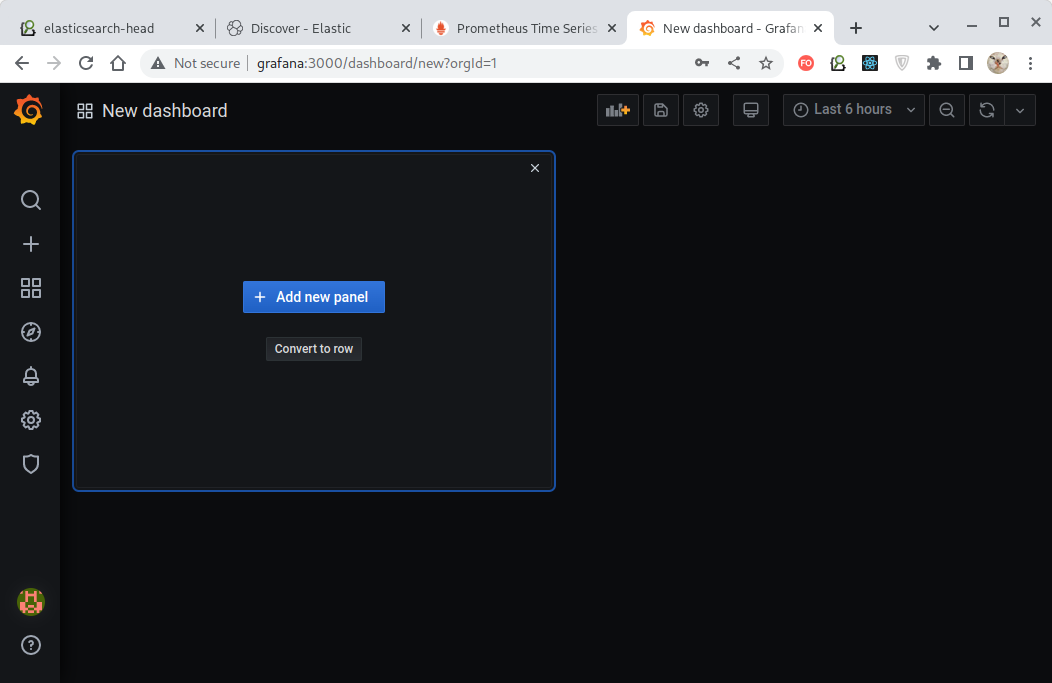 elasticsearch-head
Discover - Elastic
Prometheus Time Series
New dashboard - Grafan
Not secure
grafana:3000/dashboard/new?orgId=1
FO
New dashboard
Last 6 hours
Add new panel
Convert to row